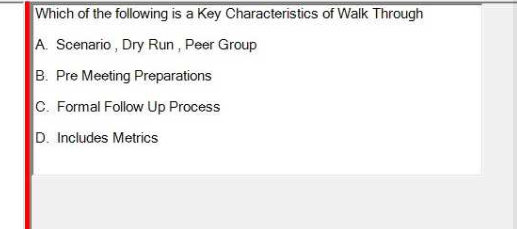 Which of the following is a Key Characteristics of Walk Through
A. Scenario , Dry Run , Peer Group
B. Pre Meeting Preparations
C. Formal Follow Up Process
D. Includes Metrics